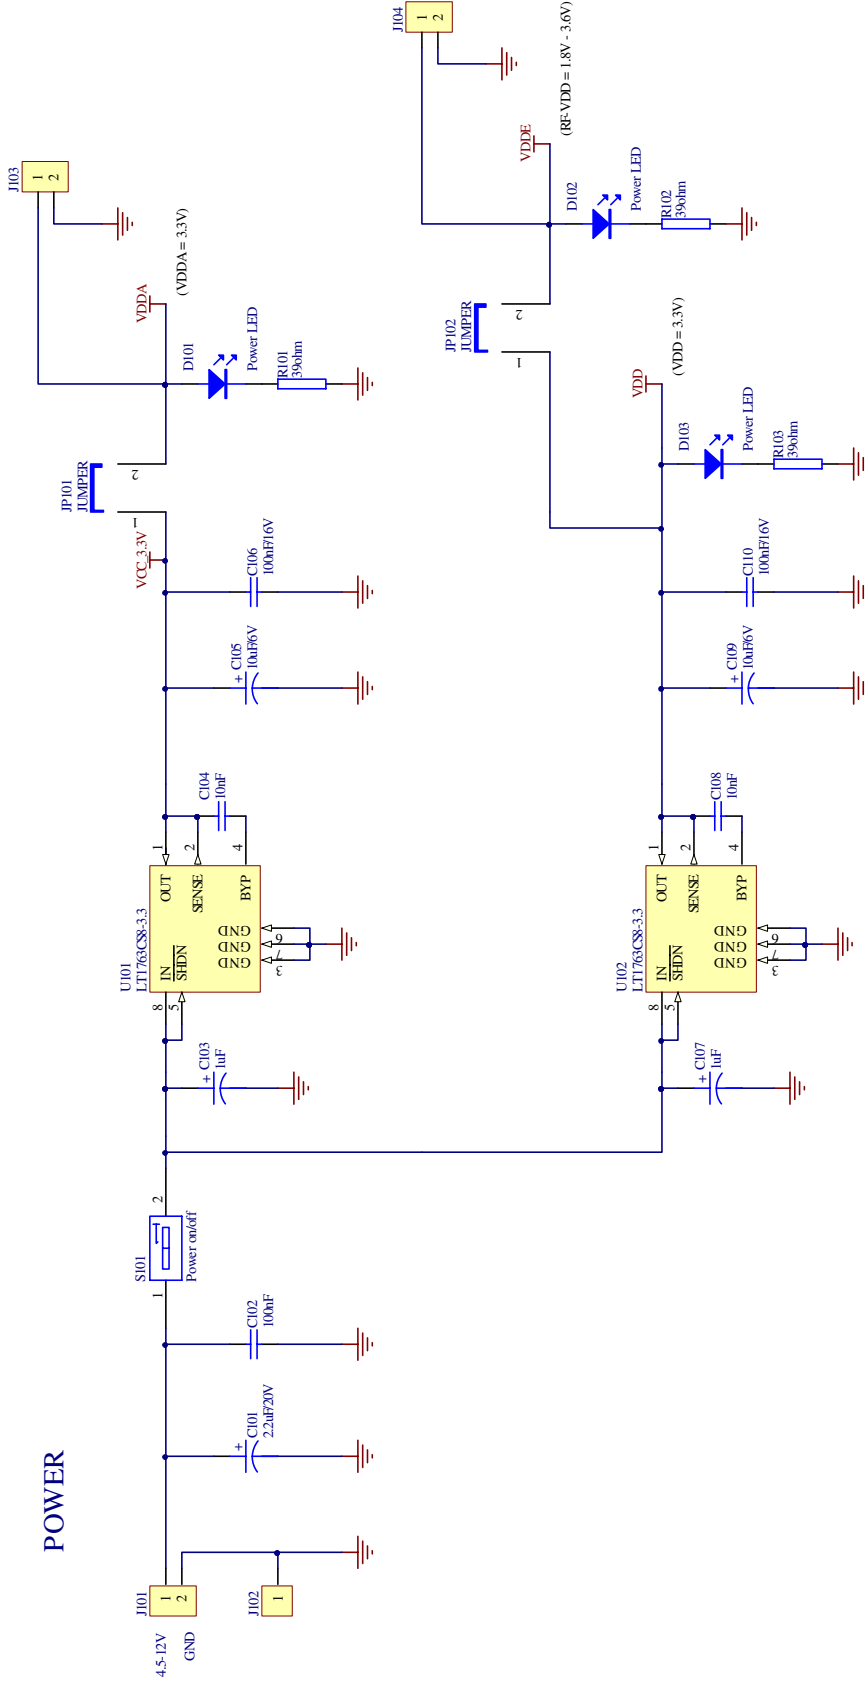 POWER
J101
1
2
4.5-12V
GND
J102
1
C101
2.2uF/20V
+
C102
100nF
S101
1
2
Power on/off
C103
1uF
+
U101
LT1763CS8-3.3
8
5
IN
SHDN
OUT
SENSE
BYP
1
2
4
GND
GND
GND
3
7
6
C104
10nF
C105
10uF/6V
+
C106
100nF/16V
VCC_3.3V
JP101
JUMPER
1
2
VDDA
(VDDA = 3.3V)
D101
Power LED
R101
39ohm
J103
1
2
C107
1uF
+
U102
LT1763CS8-3.3
8
5
IN
SHDN
OUT
SENSE
BYP
1
2
4
GND
GND
GND
3
7
6
C108
10nF
C109
10uF/6V
+
C110
100nF/16V
JP102
JUMPER
1
2
VDD
(VDD = 3.3V)
D103
Power LED
R103
39ohm
VDDE
(RF-VDD = 1.8V - 3.6V)
D102
Power LED
R102
39ohm
J104
1
2